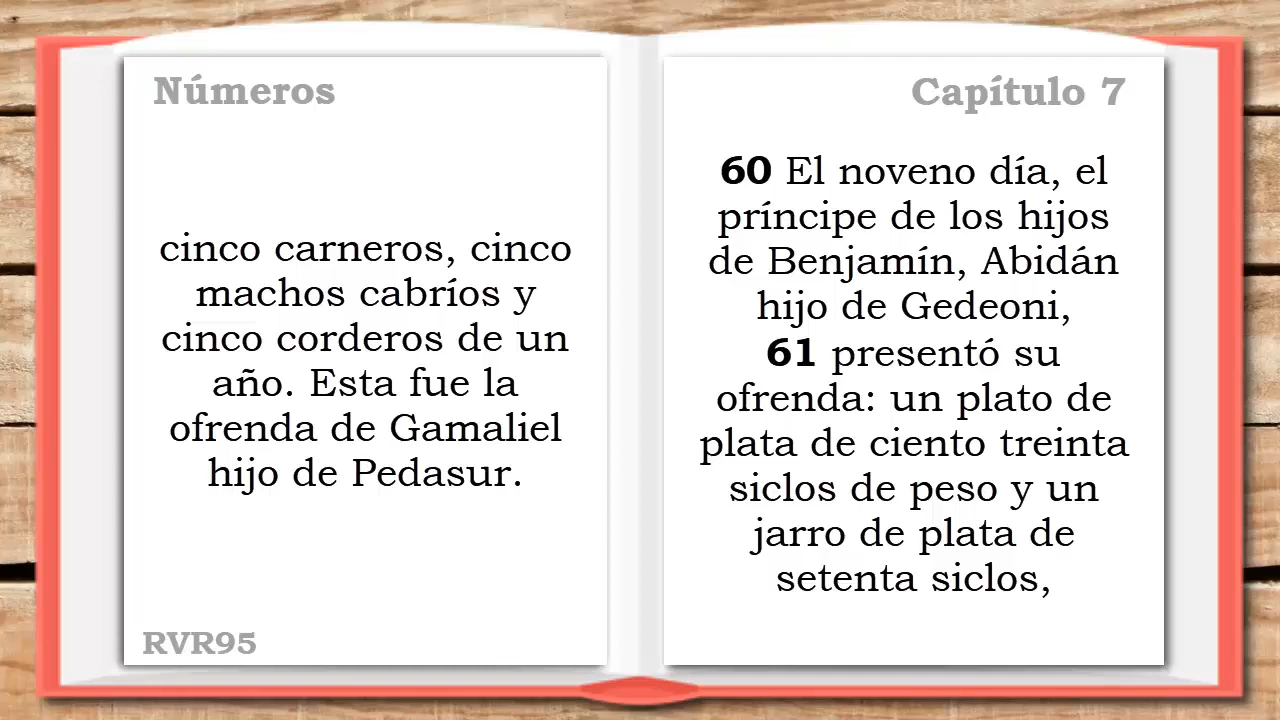 Números
cinco carneros, cinco
machos cabríos y
cinco corderos de un
año. Esta fue la
ofrenda de Gamaliel
hijo de Pedasur.
RVR95
Capítulo 7
60 El noveno día, el
príncipe de los hijos
de Benjamín, Abidán
hijo de Gedeoni,
61 presentó su
ofrenda: un plato de
plata de ciento treinta
siclos de peso y un
jarro de plata de
setenta siclos,